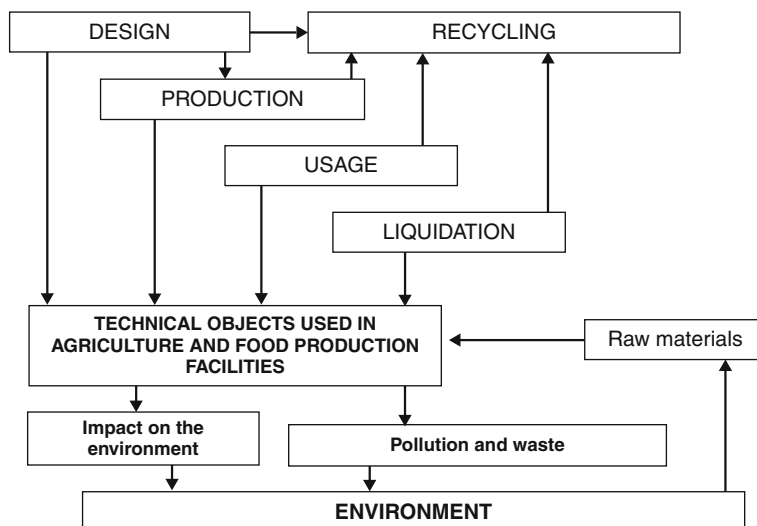 DESIGN
RECYCLING
PRODUCTION
USAGE
LIQUIDATION
TECHNICAL OBJECTS USED IN
AGRICULTURE AND FOOD PRODUCTION
FACILITIES
Raw materials
Impact on the
environment
Pollution and waste
ENVIRONMENT